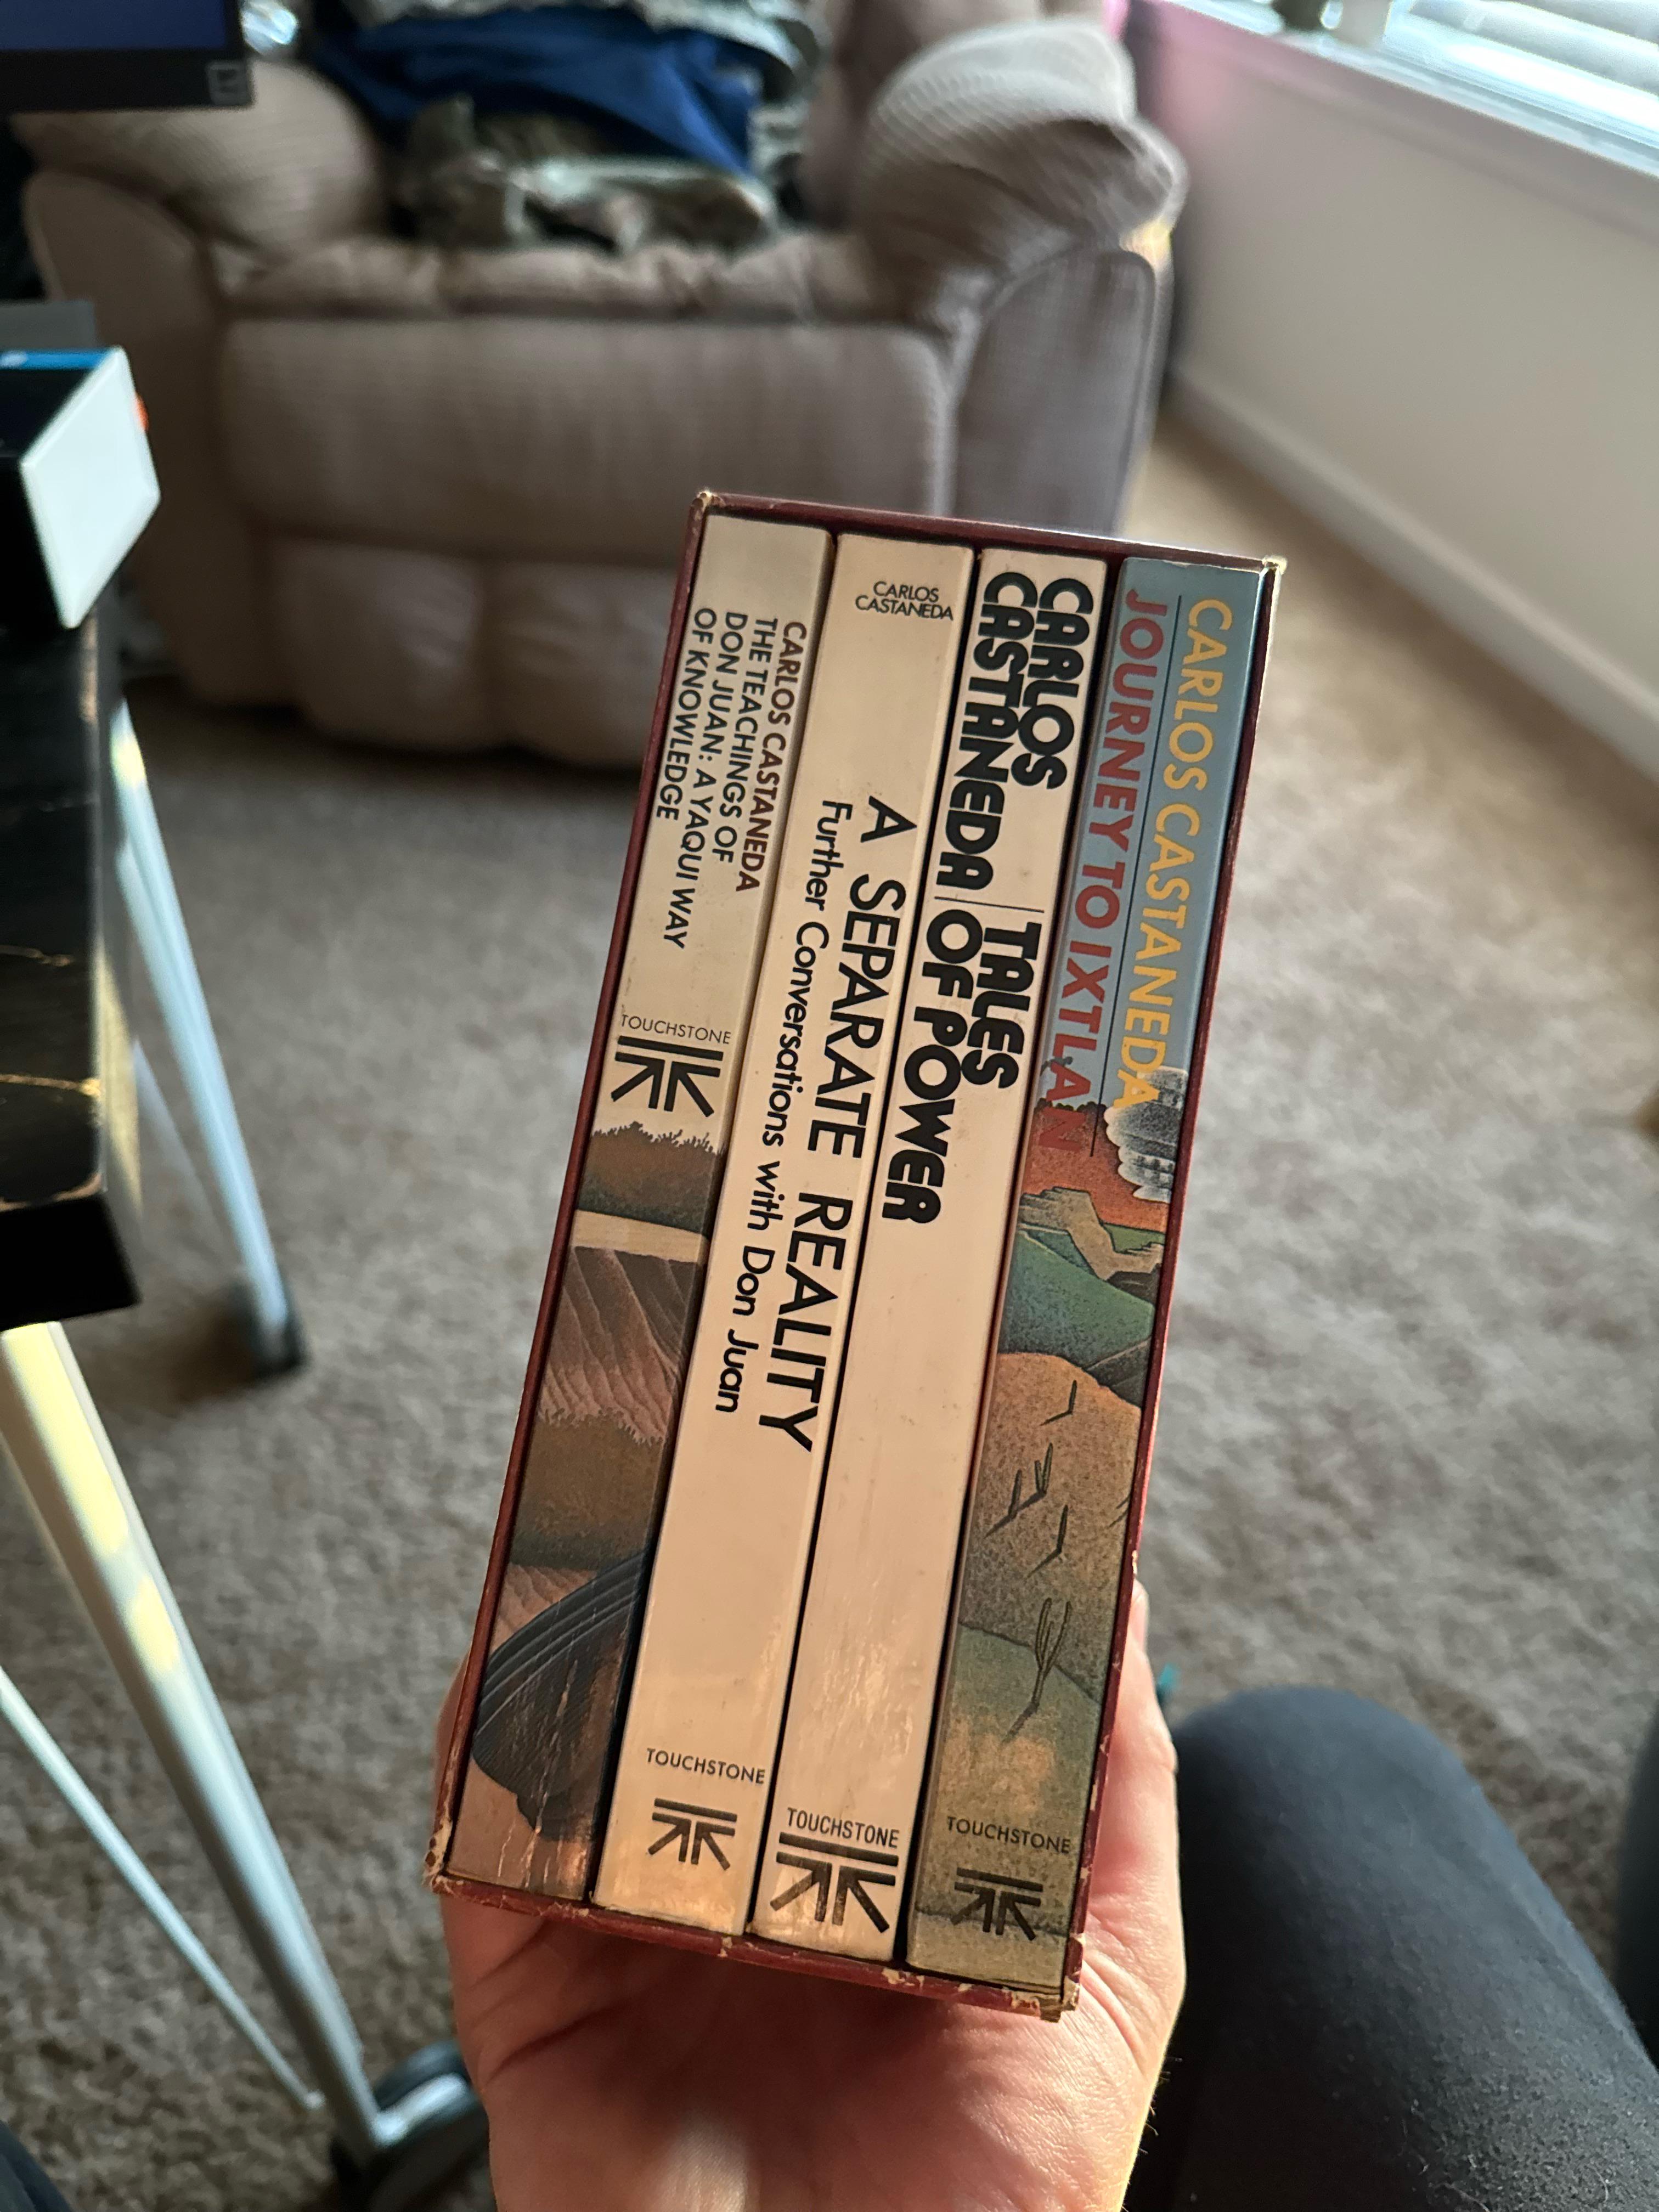 CARLOS CASTANEDA
THE TEACHINGS OF
DON JUAN: A YAQUI WAY
OF KNOWLEDGE
TOUCHSTONE
CARLOS
CASTANEDA
A SEPARATE REALITY
Further Conversations with Don Juan
TOUCHSTONE
CARLOS
CASTANEDA
TALES
OF POWER
TOUCHSTONE
CARLOS CASTANEDA
JOURNEY TO IXTLAN
TOUCHSTONE